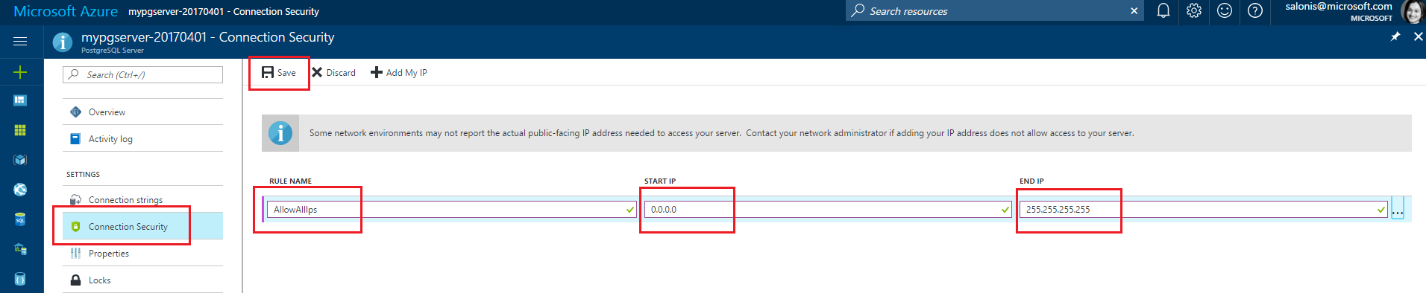 Microsoft Azure mypgserver-20170401 - Connection Security
Search resources
salonis@microsoft.com
MICROSOFT
mypgserver-20170401 - Connection Security
PostgreSQL Server
Search (Ctrl+/)
Save Discard Add My IP
Overview
Activity log
Some network environments may not report the actual public-facing IP address needed to access your server. Contact your network administrator if adding your IP address does not allow access to your server.
SETTINGS
Connection strings
Connection Security
Properties
Locks
RULE NAME START IP END IP
AllowAllIps 0.0.0.0 255.255.255.255 ...
SQL